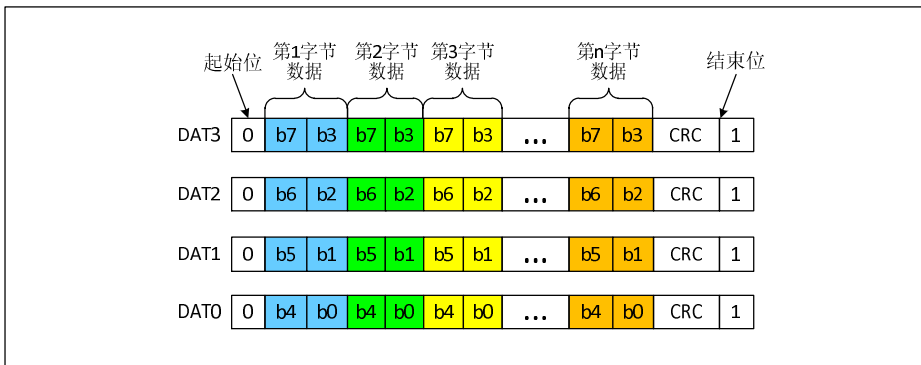 起始位 第1字节数据 第2字节数据 第3字节数据 第n字节数据 结束位
DAT3 0 b7 b3 b7 b3 b7 b3 ... b7 b3 CRC 1
DAT2 0 b6 b2 b6 b2 b6 b2 ... b6 b2 CRC 1
DAT1 0 b5 b1 b5 b1 b5 b1 ... b5 b1 CRC 1
DAT0 0 b4 b0 b4 b0 b4 b0 ... b4 b0 CRC 1